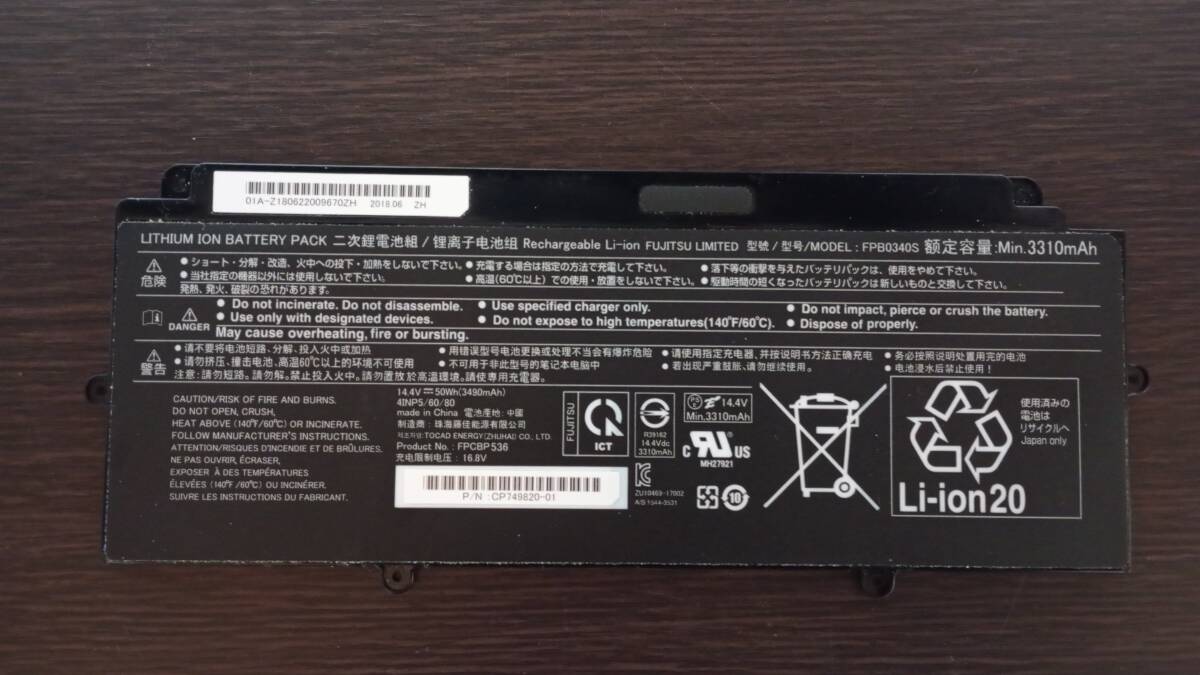 01A-Z180622009670ZH 2018.06 ZH
LITHIUM ION BATTERY PACK 二次鋰電池組 / 锂离子电池组 Rechargeable Li-ion FUJITSU LIMITED 型號 / 型号/MODEL : FPB0340S 额定容量:Min.3310mAh
危険
● ショート・分解・改造、火中への投下・加熱をしないで下さい。 ● 充電する場合は指定の方法で充電して下さい。 ● 落下等の衝撃を与えたバッテリパックは、使用をやめて下さい。
● 当社指定の機器以外には使用しないで下さい。 ● 高温(60℃以上)での使用・放置をしないで下さい。 ● 駆動時間の短くなったバッテリパックは新しいものと交換して下さい。
発熱、発火、破裂の恐れがあります。
DANGER
● Do not incinerate. Do not disassemble. ● Use specified charger only. ● Do not impact, pierce or crush the battery.
● Use only with designated devices. ● Do not expose to high temperatures(140°F/60℃). ● Dispose of properly.
May cause overheating, fire or bursting.
警告
● 请不要将电池短路、分解、投入火中或加热 ● 用错误型号电池更换或处理不当会有爆炸危险 ● 请使用指定充电器, 并按说明书方法正确充电 ● 务必按照说明处置用完的电池
● 请勿挤压、撞击电池、高温60℃以上的环境不可使用 ● 不可用于非此型号的笔记本电脑中 ● 若出现严重鼓胀、请勿继续使用。 ● 电池浸水后禁止使用！
注意：請勿短路。請勿解。禁止投入火中。請勿置放於高溫環境。請使専用充電器。
CAUTION/RISK OF FIRE AND BURNS.
DO NOT OPEN, CRUSH,
HEAT ABOVE (140°F/60℃) OR INCINERATE.
FOLLOW MANUFACTURER'S INSTRUCTIONS.
ATTENTION/RISQUES D'INCENDIE ET DE BRÛLURES.
NE PAS OUVRIR, ÉCRASER,
EXPOSER À DES TEMPÉRATURES
ÉLEVÉES (140°F /60℃) OU INCINÉRER.
SUIVRE LES INSTRUCTIONS DU FABRICANT.
14.4V 50Wh(3490mAh)
4INP5/60/80
made in China 電池產地：中國
制造商：珠海藤佳能源有限公司
제조자가: TOCAD ENERGY(ZHUHAI) CO., LTD.
Product No. : FPCBP536
充电限制电压：16.8V
P/N :CP749820-01
FUJITSU
ICT
R39162
14.4Vdc
3310mAh
PS E 14.4V
Min.3310mAh
c RU US
MH27921
ZU10469-17002
A/S 1544-3531
10
Li-ion20
使用済みの
電池は
リサイクルへ
Japan only